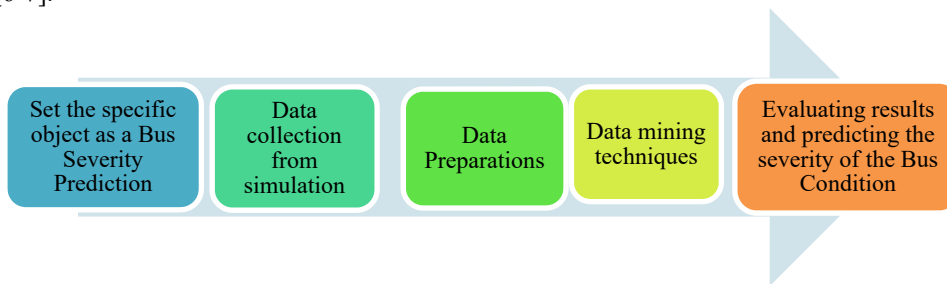 Set the specific
object as a Bus
Severity
Prediction
Data
collection
from
simulation
Data
Preparations
Data mining
techniques
Evaluating results
and predicting the
severity of the Bus
Condition